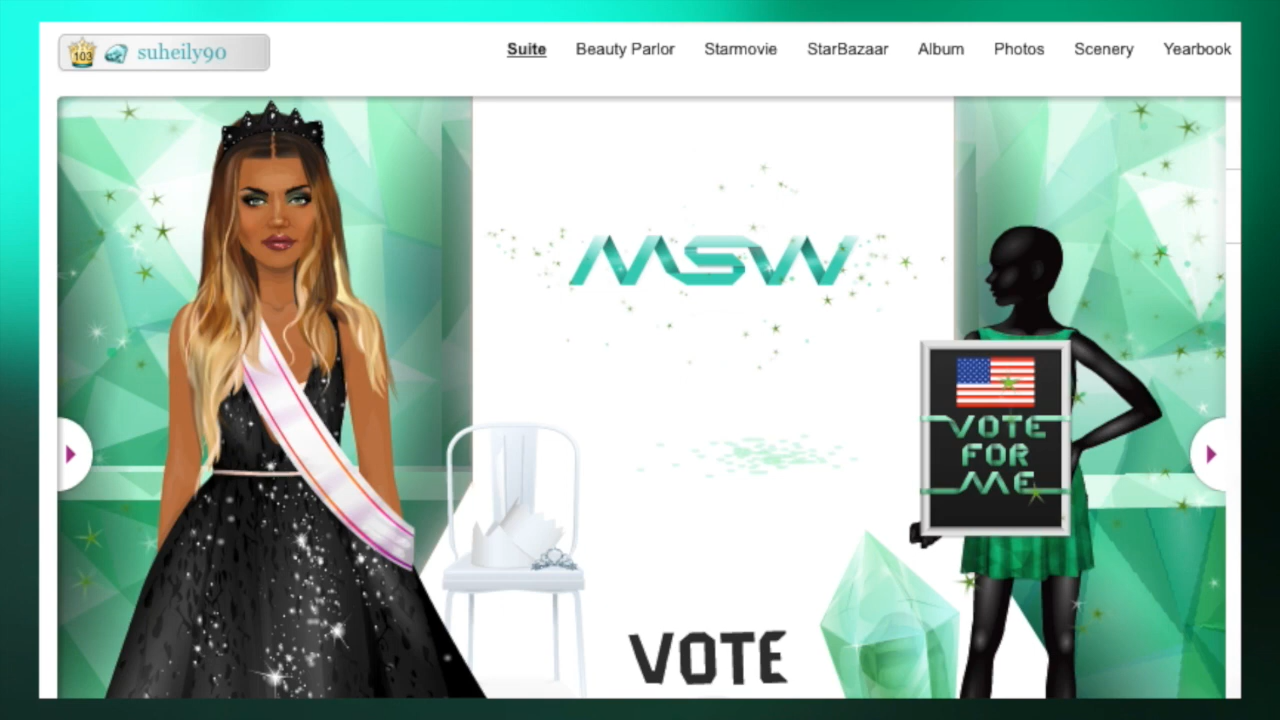 103 suheily90
Suite Beauty Parlor Starmovie StarBazaar Album Photos Scenery Yearbook
MSW
VOTE
FOR
ME
VOTE